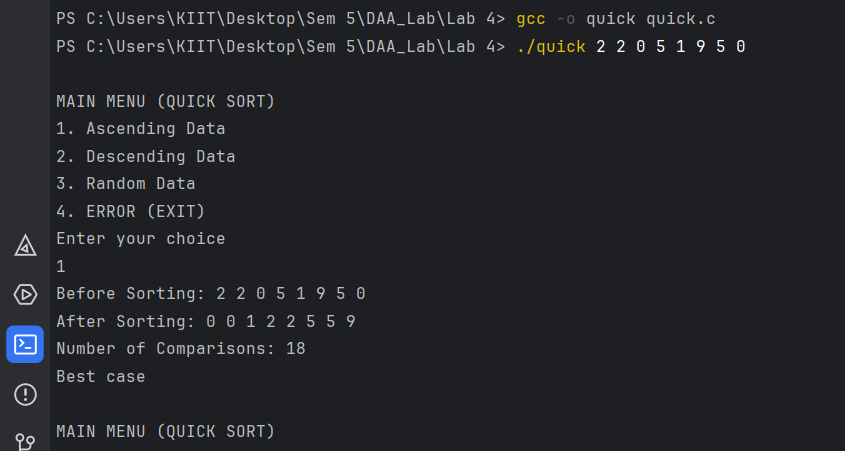 PS C:\Users\KIIT\Desktop\Sem 5\DAA_Lab\Lab 4> gcc -o quick quick.c
PS C:\Users\KIIT\Desktop\Sem 5\DAA_Lab\Lab 4> ./quick 2 2 0 5 1 9 5 0
MAIN MENU (QUICK SORT)
1. Ascending Data
2. Descending Data
3. Random Data
4. ERROR (EXIT)
Enter your choice
1
Before Sorting: 2 2 0 5 1 9 5 0
After Sorting: 0 0 1 2 2 5 5 9
Number of Comparisons: 18
Best case
MAIN MENU (QUICK SORT)